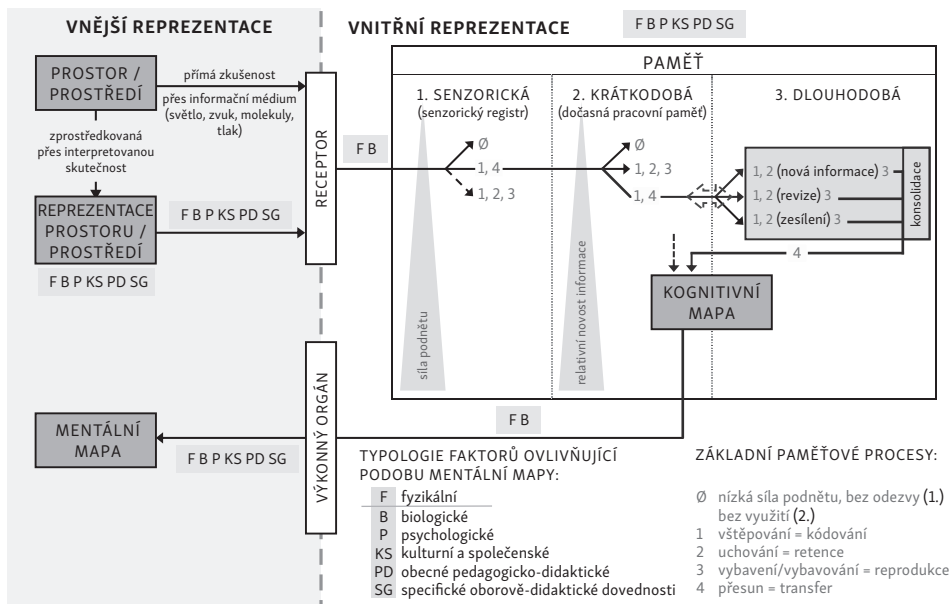 VNĚJŠÍ REPREZENTACE
VNITŘNÍ REPREZENTACE
F B P KS PD SG
PROSTOR /
PROSTŘEDÍ
přímá zkušenost
přes informační médium
(světlo, zvuk, molekuly,
tlak)
zprostředkovaná
přes interpretovanou
skutečnost
REPREZENTACE
PROSTORU /
PROSTŘEDÍ
F B P KS PD SG
F B P KS PD SG
RECEPTOR
F B
PAMĚŤ
1. SENZORICKÁ
(senzorický registr)
Ø
1, 4
1, 2, 3
síla podnětu
2. KRÁTKODOBÁ
(dočasná pracovní paměť)
Ø
1, 2, 3
1, 4
relativní novost informace
3. DLOUHODOBÁ
1, 2 (nová informace) 3
1, 2 (revize) 3
1, 2 (zesílení) 3
konsolidace
4
KOGNITIVNÍ
MAPA
F B
VÝKONNÝ ORGÁN
MENTÁLNÍ
MAPA
F B P KS PD SG
TYPOLOGIE FAKTORŮ OVLIVŇUJÍCÍ
PODOBU MENTÁLNÍ MAPY:
F fyzikální
B biologické
P psychologické
KS kulturní a společenské
PD obecné pedagogicko-didaktické
SG specifické oborově-didaktické dovednosti
ZÁKLADNÍ PAMĚŤOVÉ PROCESY:
Ø nízká síla podnětu, bez odezvy (1.)
bez využití (2.)
1 vštěpování = kódování
2 uchování = retence
3 vybavení/vybavování = reprodukce
4 přesun = transfer